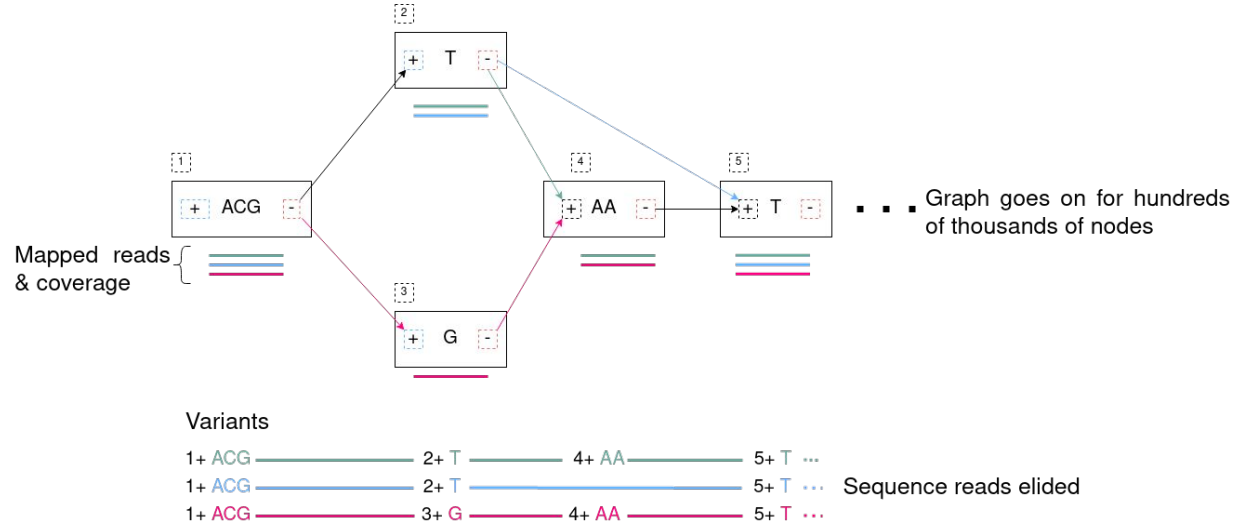 2
+ T -
1
+ ACG -
4
+ AA -
5
+ T -
...
Graph goes on for hundreds
of thousands of nodes
Mapped reads
& coverage
3
+ G -
Variants
1+ ACG 2+ T 4+ AA 5+ T ...
1+ ACG 2+ T 5+ T ...
Sequence reads elided
1+ ACG 3+ G 4+ AA 5+ T ...